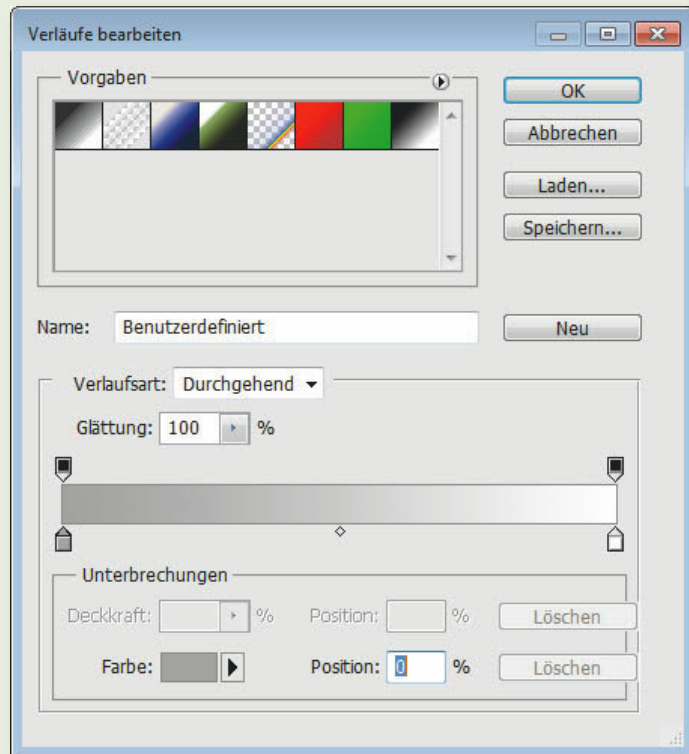 Verläufe bearbeiten
Vorgaben
OK
Abbrechen
Laden...
Speichern...
Name: Benutzerdefiniert
Neu
Verlaufsart: Durchgehend
Glättung: 100 %
Unterbrechungen
Deckkraft: % Position: % Löschen
Farbe: Position: 0 % Löschen